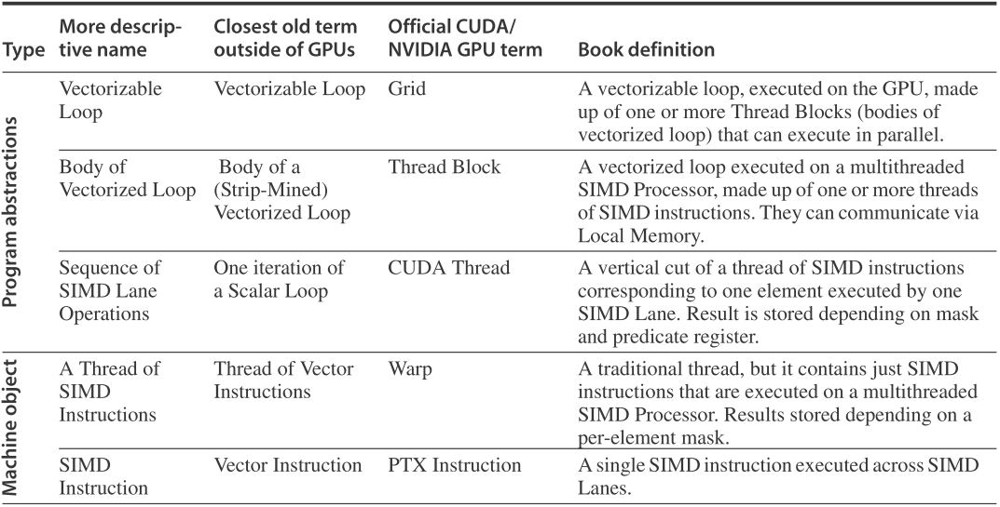 Type
More descrip-
tive name
Closest old term
outside of GPUs
Official CUDA/
NVIDIA GPU term
Book definition
Program abstractions
Vectorizable
Loop
Vectorizable Loop
Grid
A vectorizable loop, executed on the GPU, made
up of one or more Thread Blocks (bodies of
vectorized loop) that can execute in parallel.
Body of
Vectorized Loop
Body of a
(Strip-Mined)
Vectorized Loop
Thread Block
A vectorized loop executed on a multithreaded
SIMD Processor, made up of one or more threads
of SIMD instructions. They can communicate via
Local Memory.
Sequence of
SIMD Lane
Operations
One iteration of
a Scalar Loop
CUDA Thread
A vertical cut of a thread of SIMD instructions
corresponding to one element executed by one
SIMD Lane. Result is stored depending on mask
and predicate register.
Machine object
A Thread of
SIMD
Instructions
Thread of Vector
Instructions
Warp
A traditional thread, but it contains just SIMD
instructions that are executed on a multithreaded
SIMD Processor. Results stored depending on a
per-element mask.
SIMD
Instruction
Vector Instruction
PTX Instruction
A single SIMD instruction executed across SIMD
Lanes.